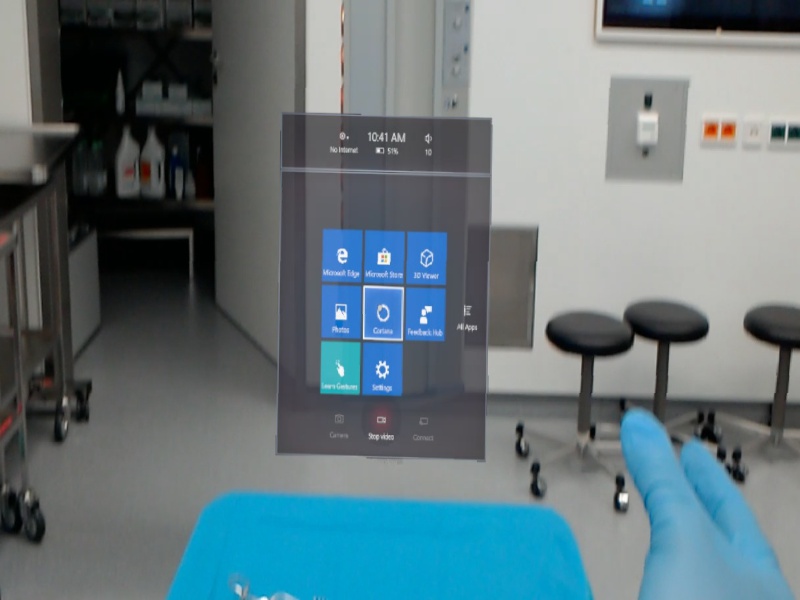 10:41 AM
No Internet 51% 10
Microsoft Edge Microsoft Store 3D Viewer
Photos Cortana Feedback Hub All Apps
Learn Gestures Settings
Camera Stop video Connect